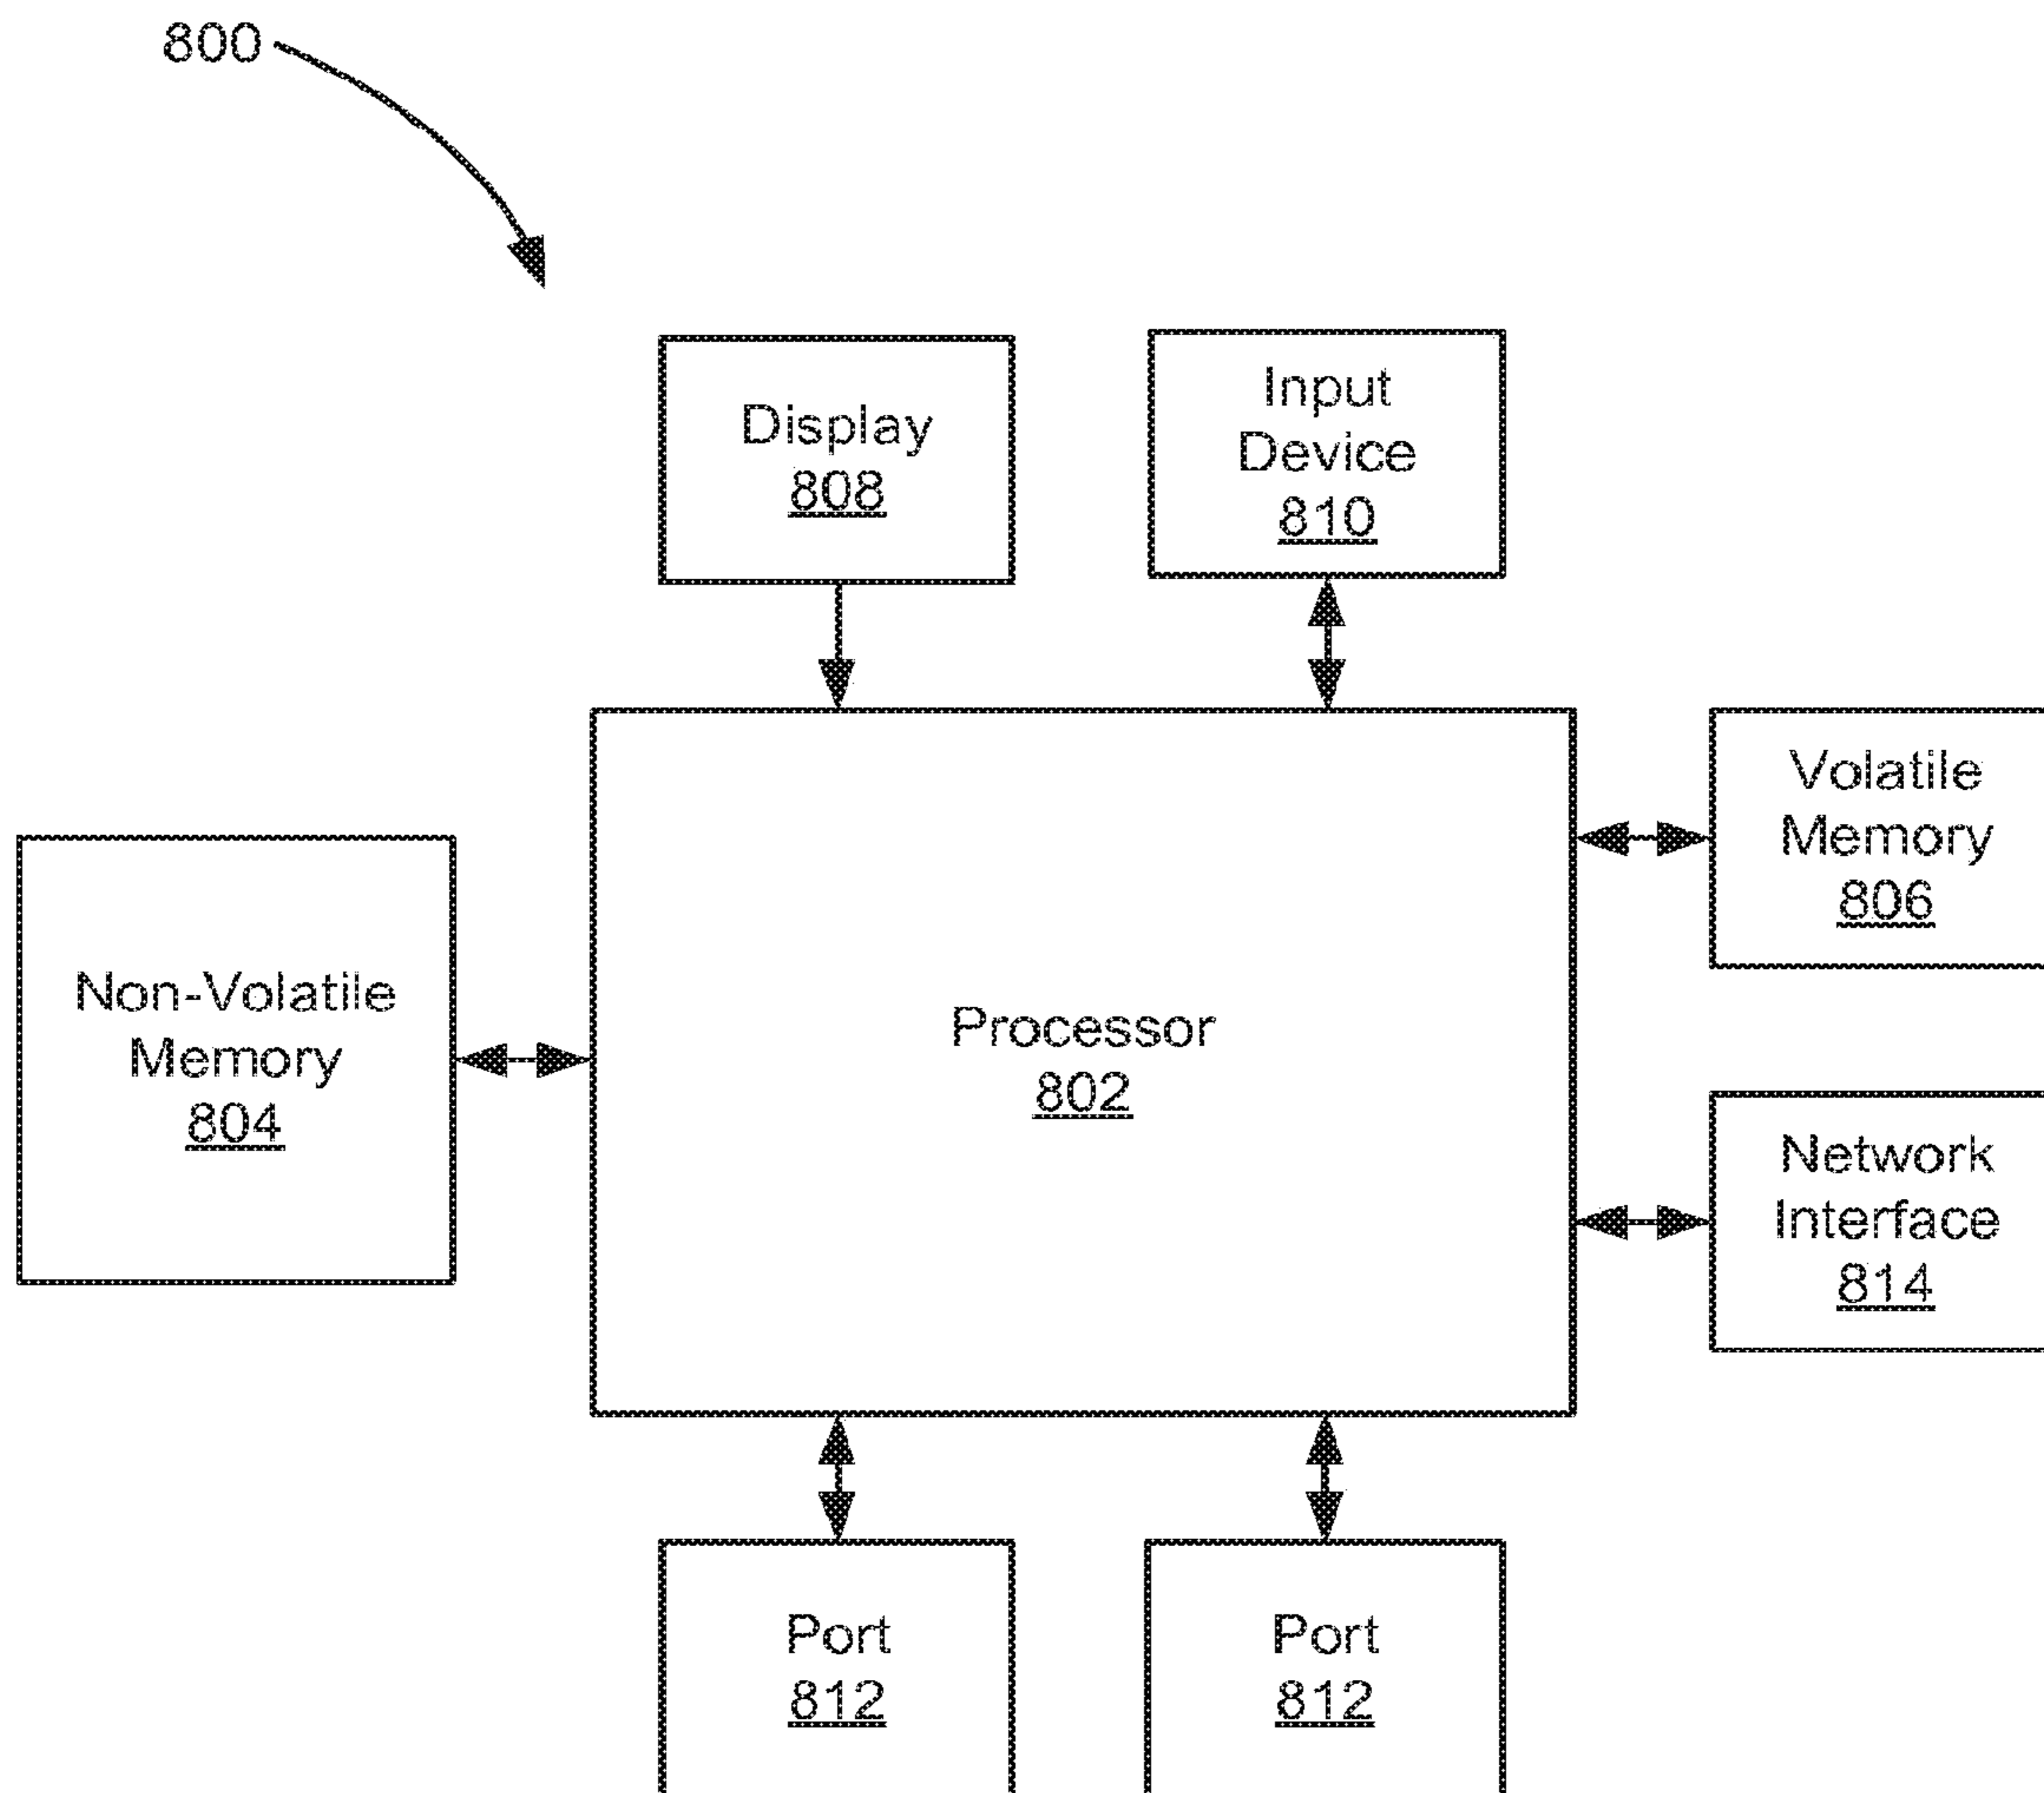 800
Display
808
Input
Device
810
Volatile
Memory
806
Non-Volatile
Memory
804
Processor
802
Network
Interface
814
Port
812
Port
812